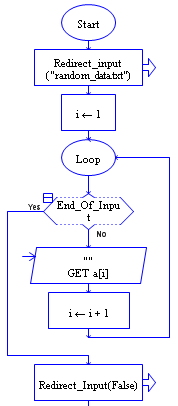 Start
Redirect_input
("random_data.txt")
i ← 1
Loop
End_Of_Inpu
t
Yes
No
""
GET a[i]
i ← i + 1
Redirect_Input(False)